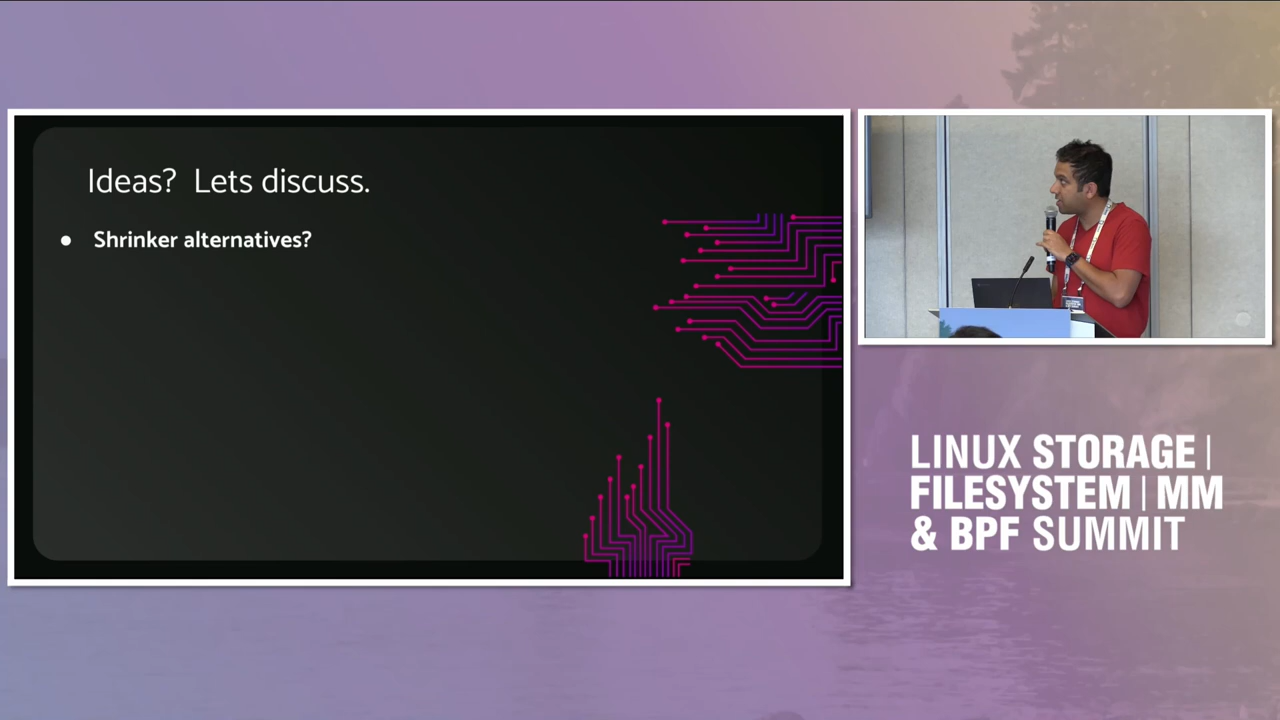 Ideas?  Lets discuss.
● Shrinker alternatives?
LINUX STORAGE |
FILESYSTEM | MM
& BPF SUMMIT